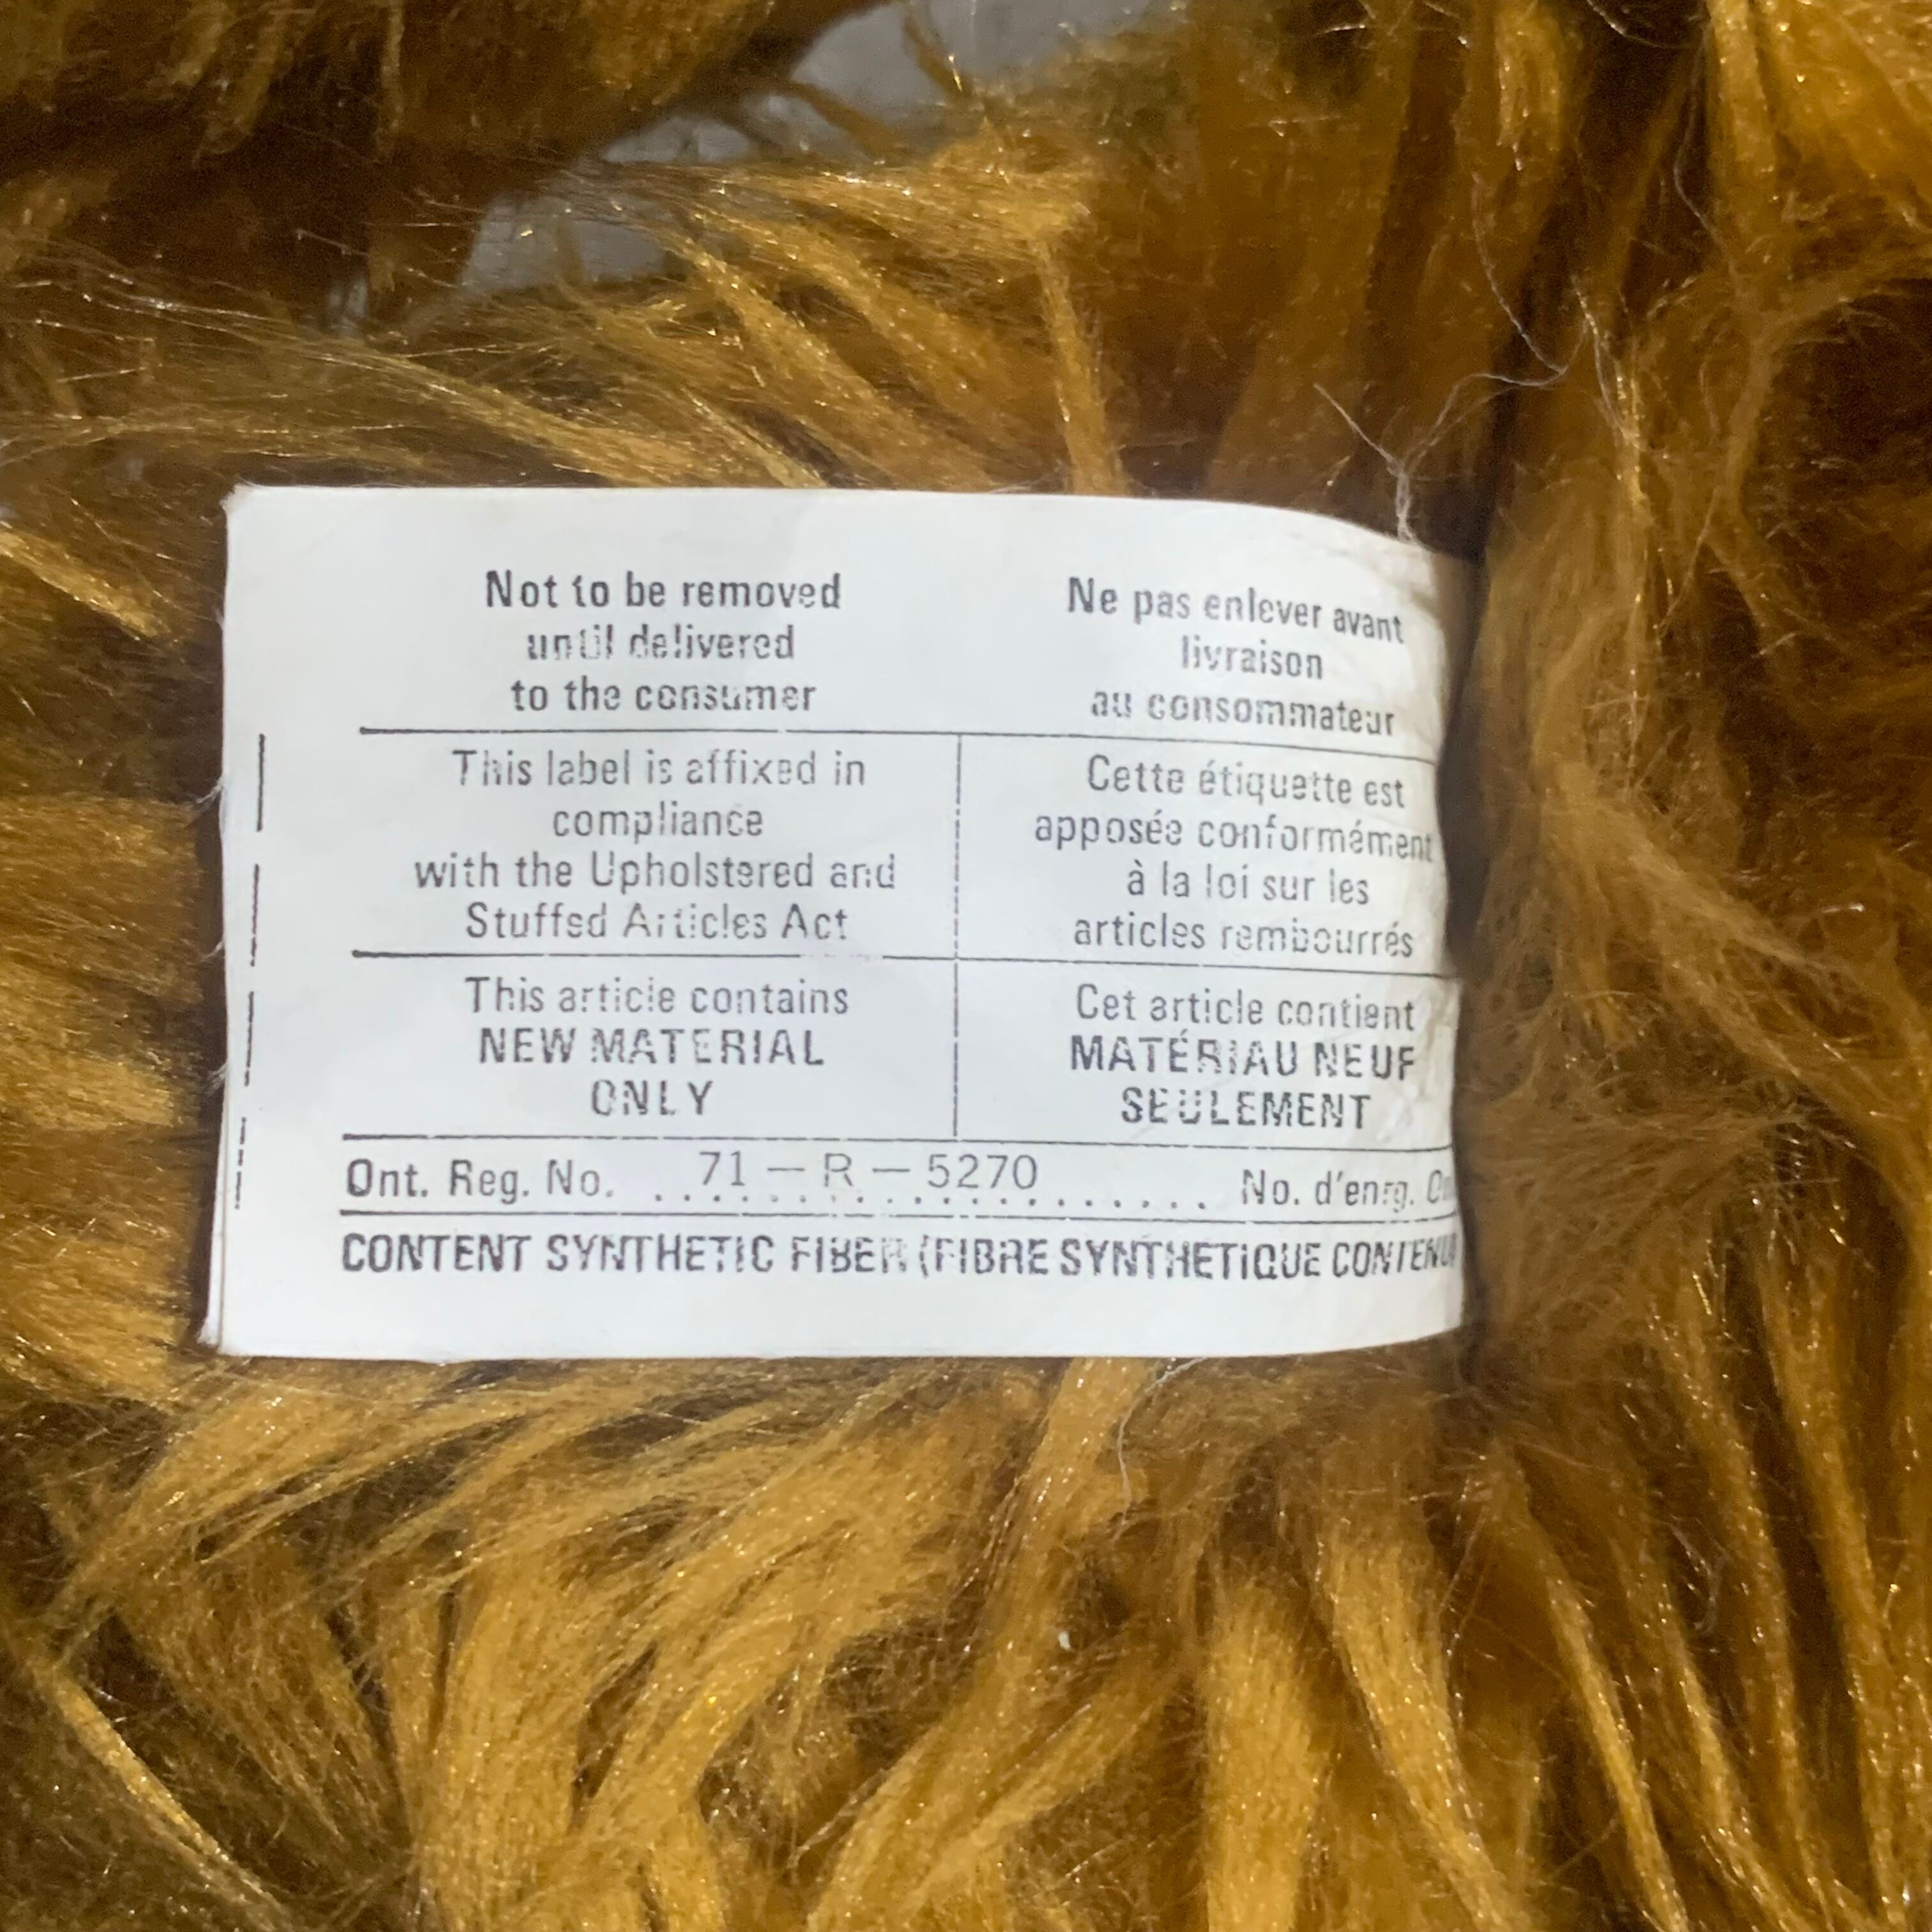 Not to be removed
until delivered
to the consumer
Ne pas enlever avant
livraison
au consommateur
This label is affixed in
compliance
with the Upholstered and
Stuffed Articles Act
Cette étiquette est
apposée conformément
à la loi sur les
articles rembourrés
This article contains
NEW MATERIAL
ONLY
Cet article contient
MATÉRIAU NEUF
SEULEMENT
Ont. Reg. No. 71 - R - 5270 No. d'enrg.
CONTENT SYNTHETIC FIBER (FIBRE SYNTHETIQUE CONTENU